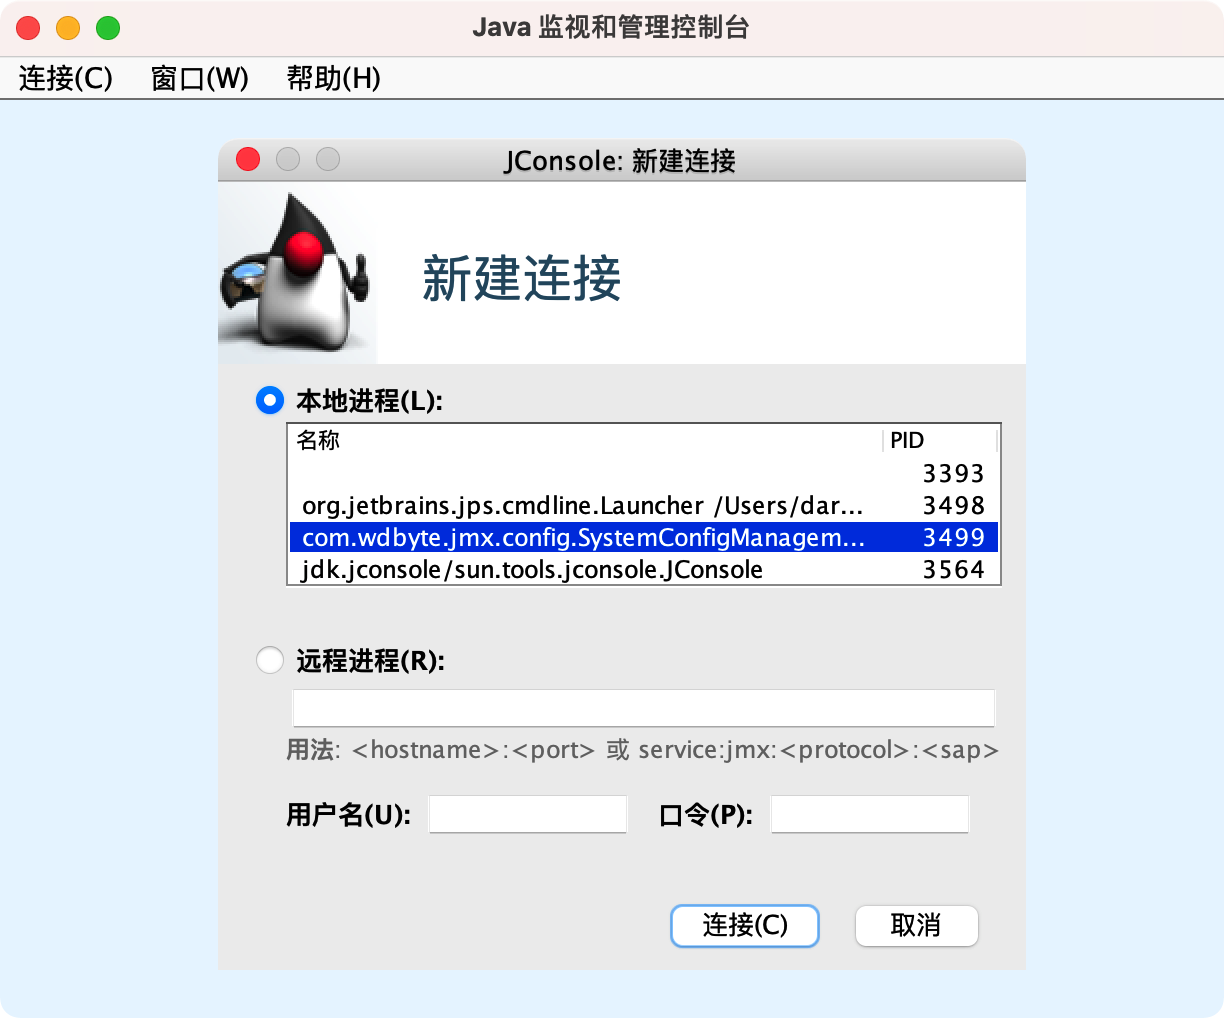 Java 监视和管理控制台
连接(C) 窗口(W) 帮助(H)
JConsole: 新建连接
新建连接
本地进程(L):
名称 PID
3393
org.jetbrains.jps.cmdline.Launcher /Users/dar... 3498
com.wdbyte.jmx.config.SystemConfigManagem... 3499
jdk.jconsole/sun.tools.jconsole.JConsole 3564
远程进程(R):
用法: <hostname>:<port> 或 service:jmx:<protocol>:<sap>
用户名(U): 口令(P):
连接(C) 取消